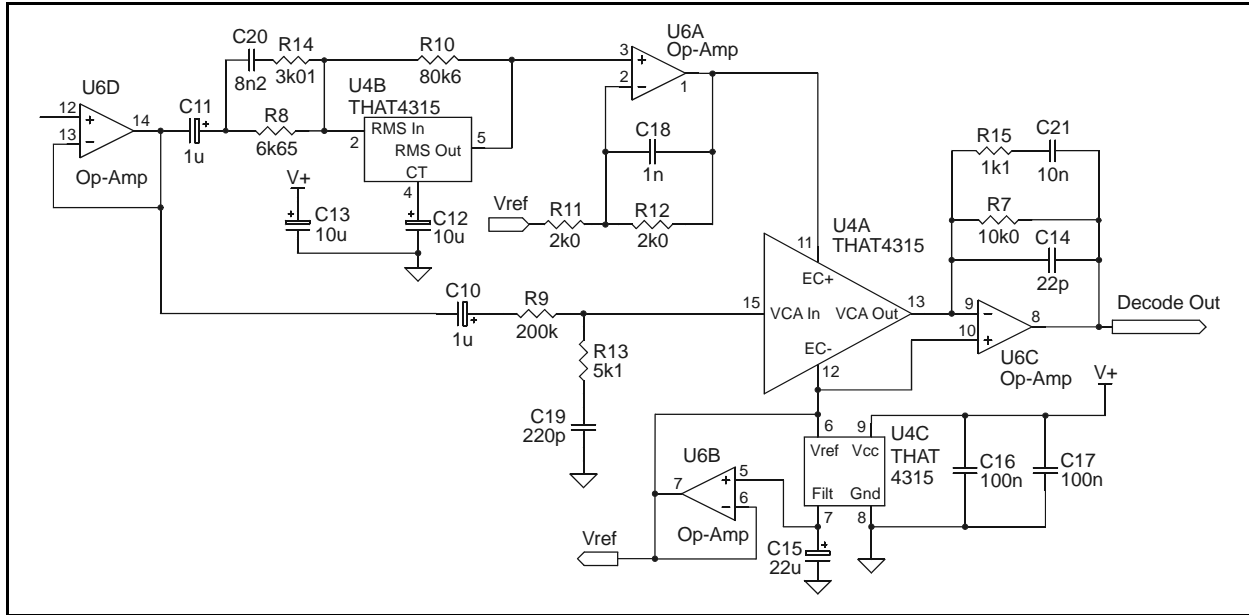 U6D
12
13
14
Op-Amp
C11
1u
C20
8n2
R14
3k01
R8
6k65
R10
80k6
U4B
THAT4315
RMS In
RMS Out
CT
2
5
4
V+
C13
10u
C12
10u
U6A
Op-Amp
3
2
1
C18
1n
Vref
R11
2k0
R12
2k0
C10
1u
R9
200k
R13
5k1
C19
220p
U4A
THAT4315
11
EC+
15
VCA In
VCA Out
13
EC-
12
R15
1k1
C21
10n
R7
10k0
C14
22p
9
10
8
U6C
Op-Amp
Decode Out
V+
6
9
Vref
Vcc
Filt
Gnd
7
8
U4C
THAT
4315
C16
100n
C17
100n
U6B
7
5
6
Op-Amp
Vref
C15
22u